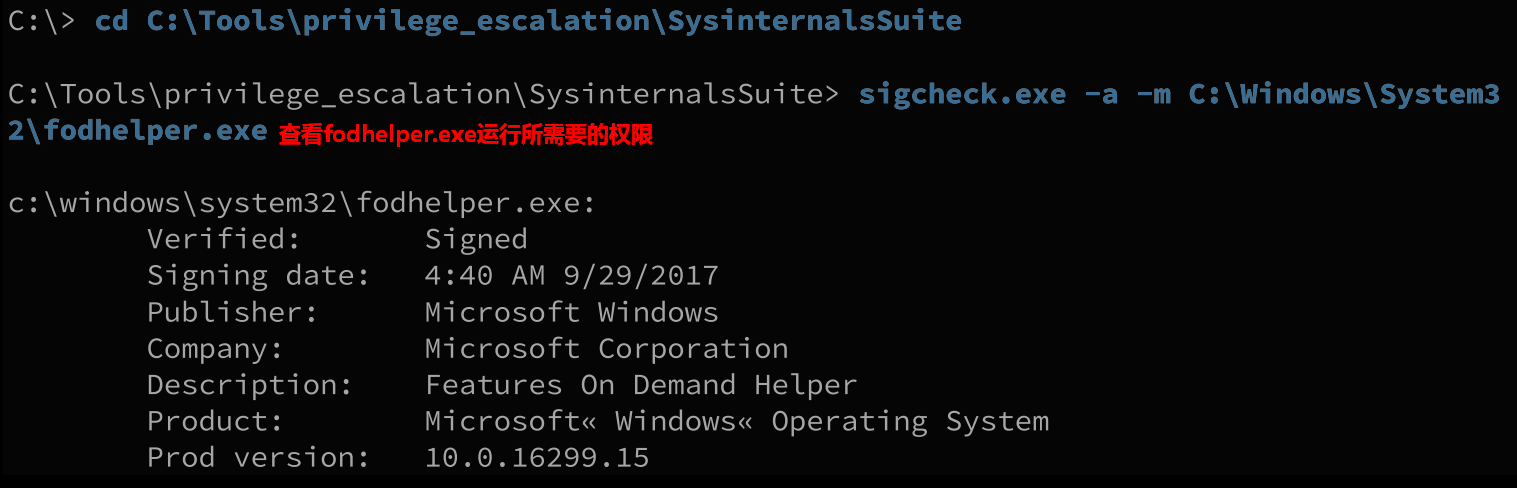 C:\> cd C:\Tools\privilege_escalation\SysinternalsSuite
C:\Tools\privilege_escalation\SysinternalsSuite> sigcheck.exe -a -m C:\Windows\System3
2\fodhelper.exe 查看fodhelper.exe运行所需要的权限
c:\windows\system32\fodhelper.exe:
Verified: Signed
Signing date: 4:40 AM 9/29/2017
Publisher: Microsoft Windows
Company: Microsoft Corporation
Description: Features On Demand Helper
Product: Microsoft« Windows« Operating System
Prod version: 10.0.16299.15